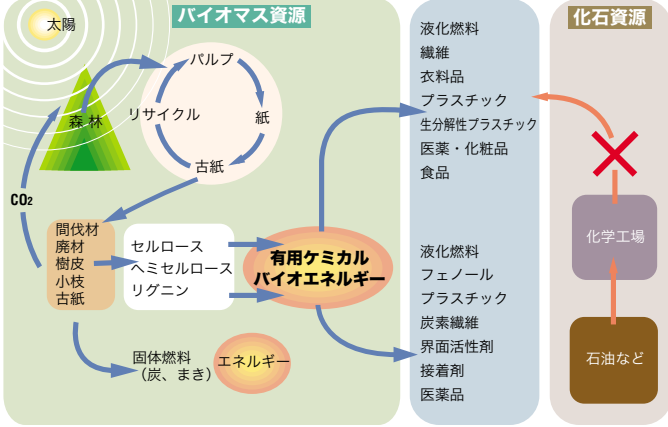 太陽
バイオマス資源
化石資源
森林
パルプ
リサイクル
紙
古紙
CO2
間伐材
廃材
樹皮
小枝
古紙
セルロース
ヘミセルロース
リグニン
有用ケミカル
バイオエネルギー
固体燃料
(炭、まき)
エネルギー
液化燃料
繊維
衣料品
プラスチック
生分解性プラスチック
医薬・化粧品
食品
液化燃料
フェノール
プラスチック
炭素繊維
界面活性剤
接着剤
医薬品
化学工場
石油など